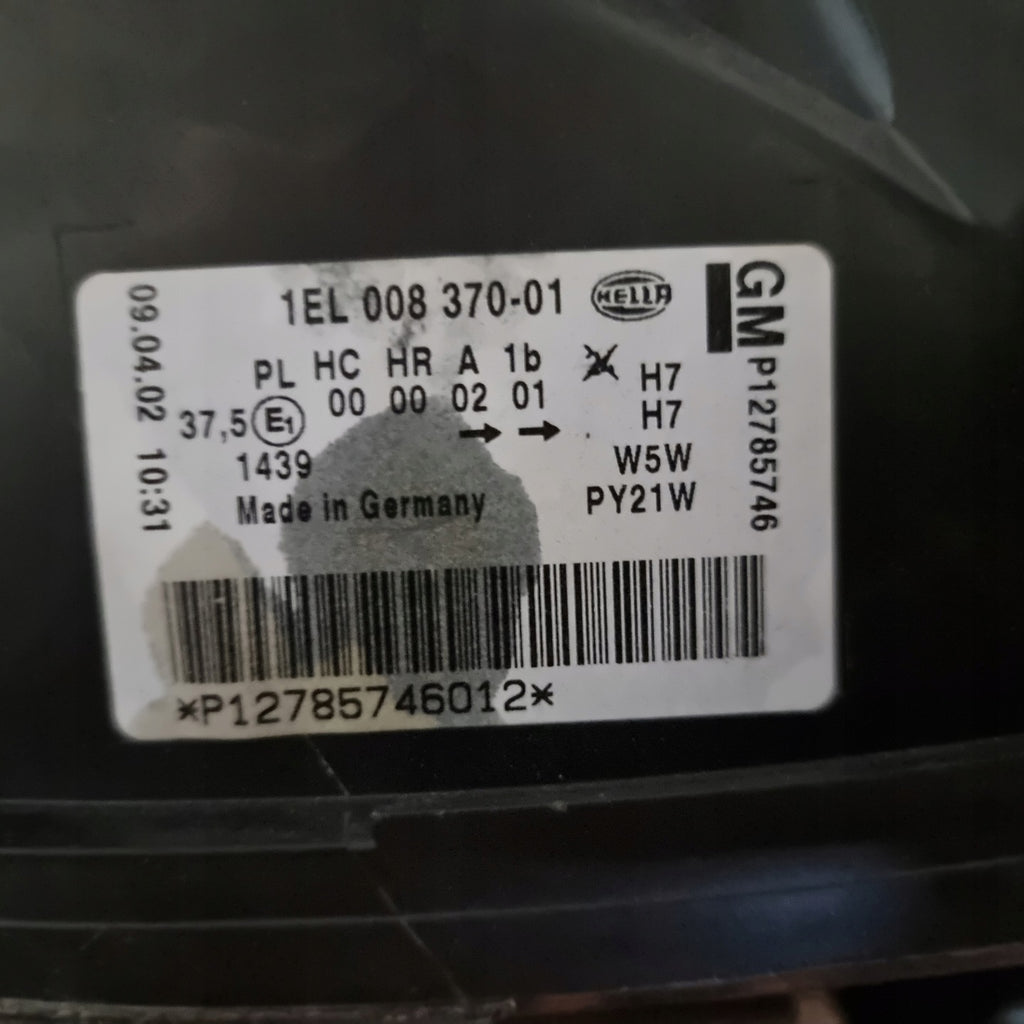 1EL 008 370-01 HELLA
PL HC HR A 1b H7
37,5 E1 00 00 02 01 H7
1439 → → W5W
Made in Germany PY21W
*P12785746012*
09.04.02 10:31
GM P12785746